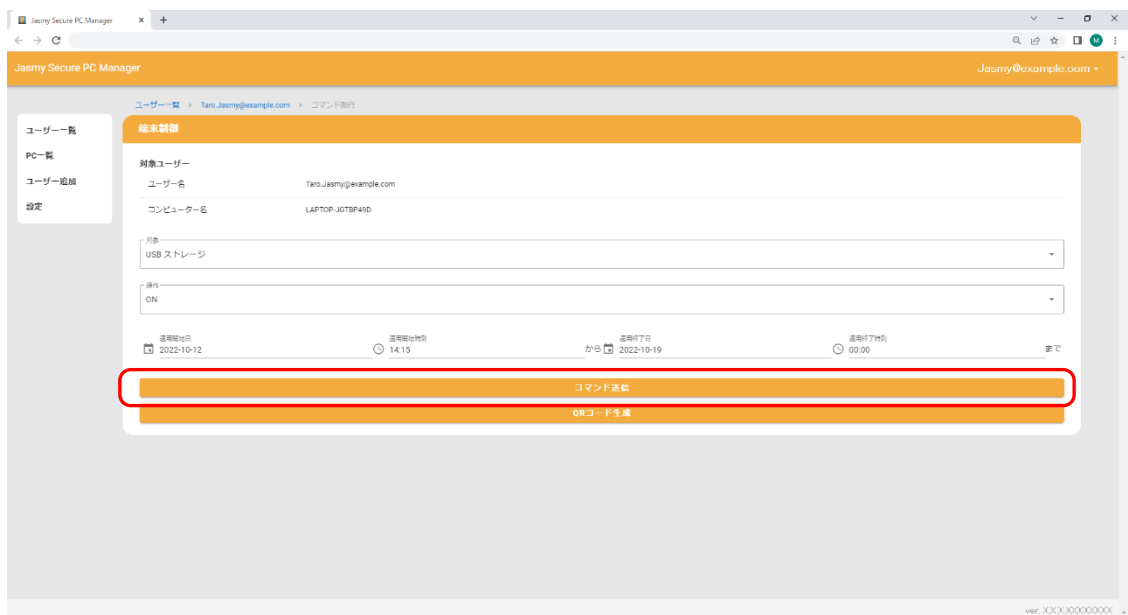 Jasmy Secure PC Manager
Jasmy Secure PC Manager
Jasmy@example.com
ユーザー一覧 > Taro.Jasmy@example.com > コマンド発行
ユーザー一覧
PC一覧
ユーザー追加
設定
端末制御
対象ユーザー
ユーザー名 Taro.Jasmy@example.com
コンピューター名 LAPTOP-JGTBP49D
対象
USB ストレージ
操作
ON
適用開始日 適用開始時刻 適用終了日 適用終了時刻
2022-10-12 14:15 から 2022-10-19 00:00 まで
コマンド送信
QRコード生成
ver. XXX.XXXXXXXXX